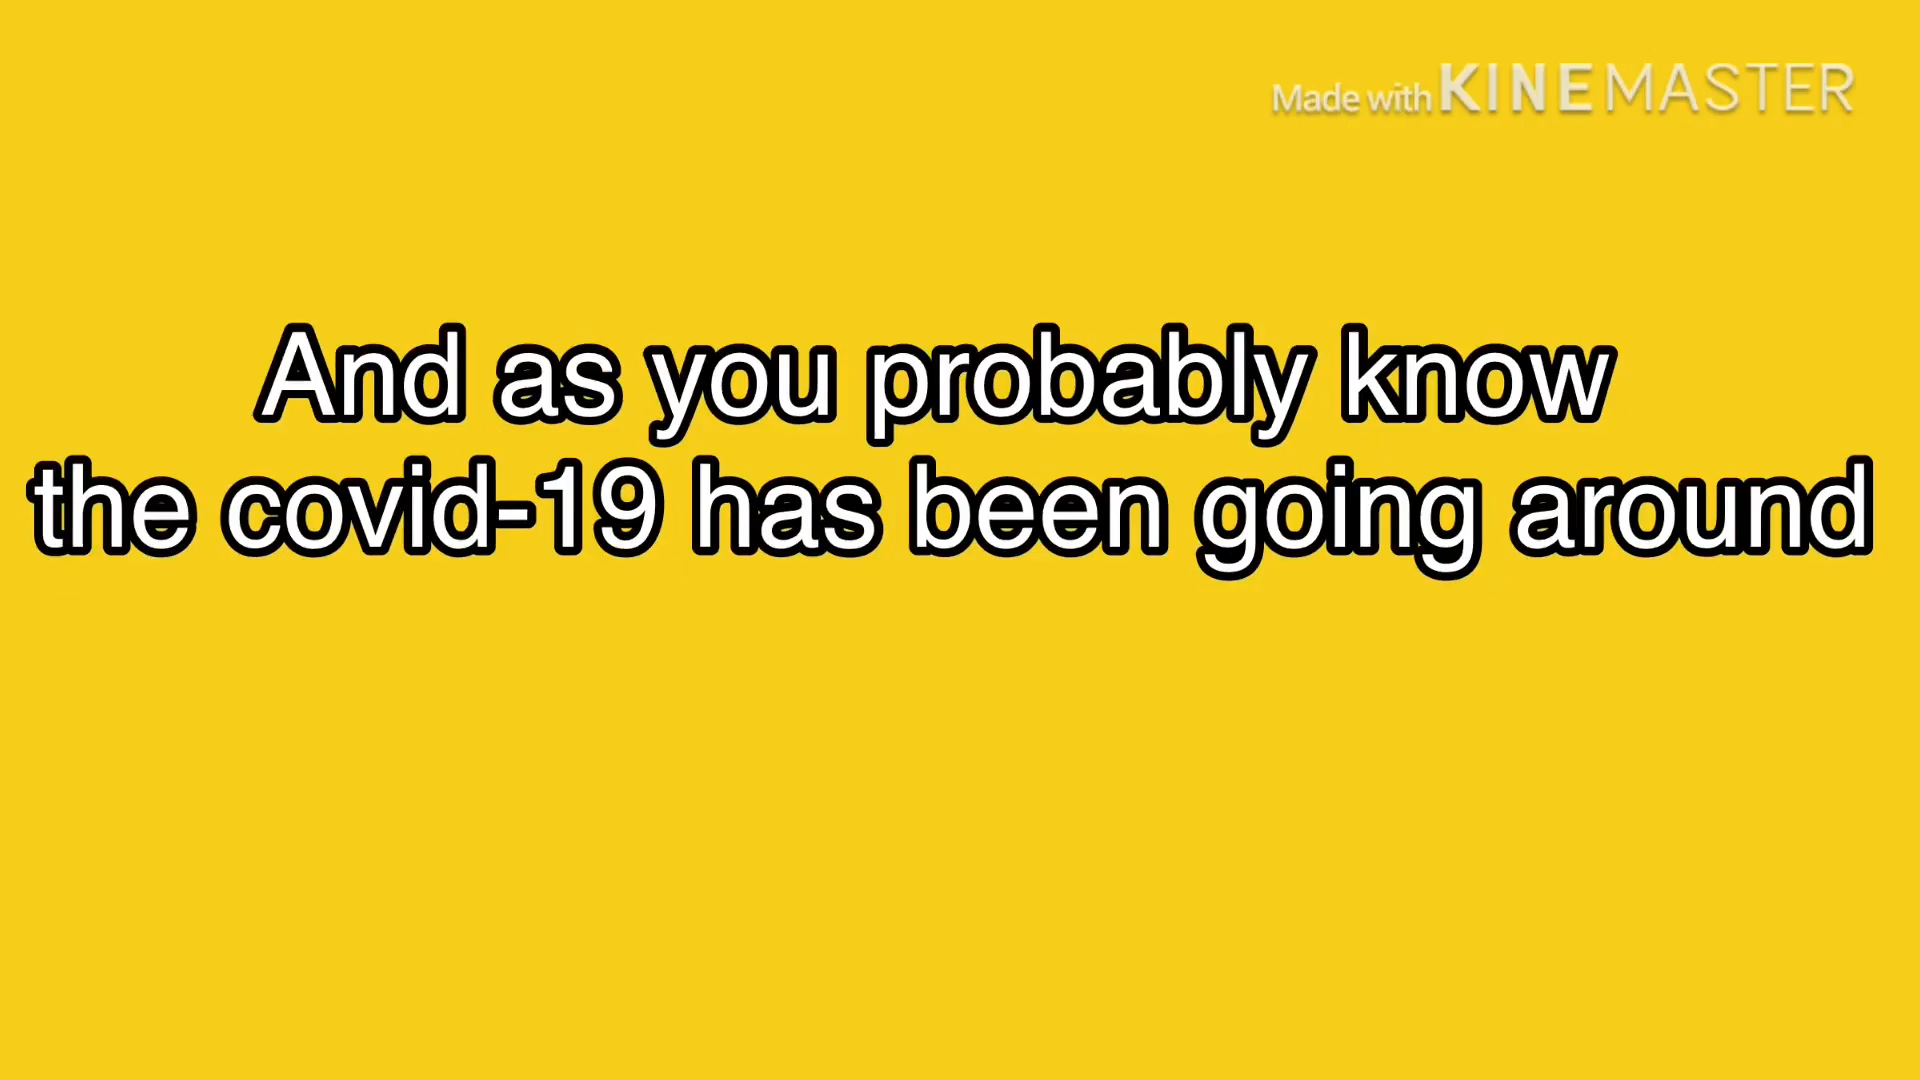 Made with KINEMASTER
And as you probably know
the covid-19 has been going around